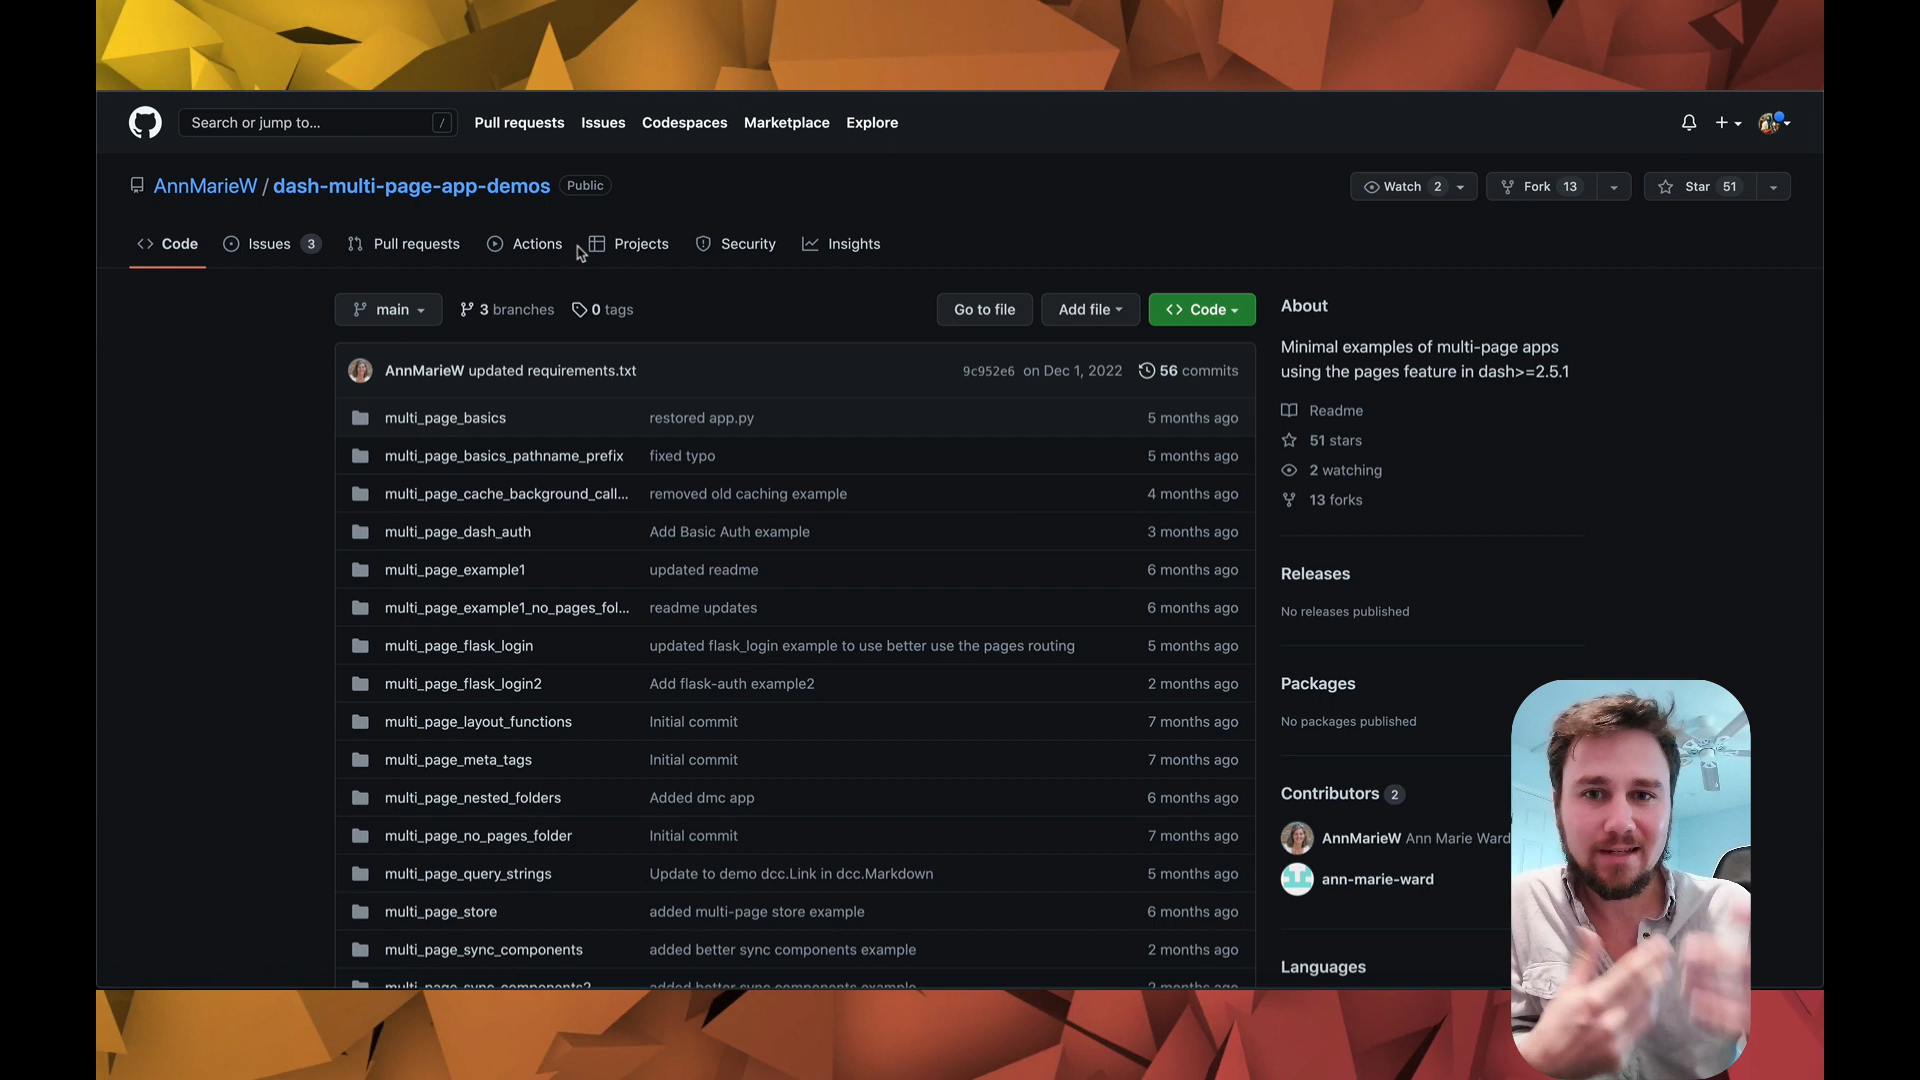 Search or jump to... /
Pull requests Issues Codespaces Marketplace Explore
AnnMarieW / dash-multi-page-app-demos Public
Watch 2 Fork 13 Star 51
Code Issues 3 Pull requests Actions Projects Security Insights
main 3 branches 0 tags Go to file Add file Code
AnnMarieW updated requirements.txt 9c952e6 on Dec 1, 2022 56 commits
multi_page_basics restored app.py 5 months ago
multi_page_basics_pathname_prefix fixed typo 5 months ago
multi_page_cache_background_call... removed old caching example 4 months ago
multi_page_dash_auth Add Basic Auth example 3 months ago
multi_page_example1 updated readme 6 months ago
multi_page_example1_no_pages_fol... readme updates 6 months ago
multi_page_flask_login updated flask_login example to use better use the pages routing 5 months ago
multi_page_flask_login2 Add flask-auth example2 2 months ago
multi_page_layout_functions Initial commit 7 months ago
multi_page_meta_tags Initial commit 7 months ago
multi_page_nested_folders Added dmc app 6 months ago
multi_page_no_pages_folder Initial commit 7 months ago
multi_page_query_strings Update to demo dcc.Link in dcc.Markdown 5 months ago
multi_page_store added multi-page store example 6 months ago
multi_page_sync_components added better sync components example 2 months ago
multi_page_sync_components2 added better sync components example 2 months ago
About
Minimal examples of multi-page apps
using the pages feature in dash>=2.5.1
Readme
51 stars
2 watching
13 forks
Releases
No releases published
Packages
No packages published
Contributors 2
AnnMarieW Ann Marie Ward
ann-marie-ward
Languages